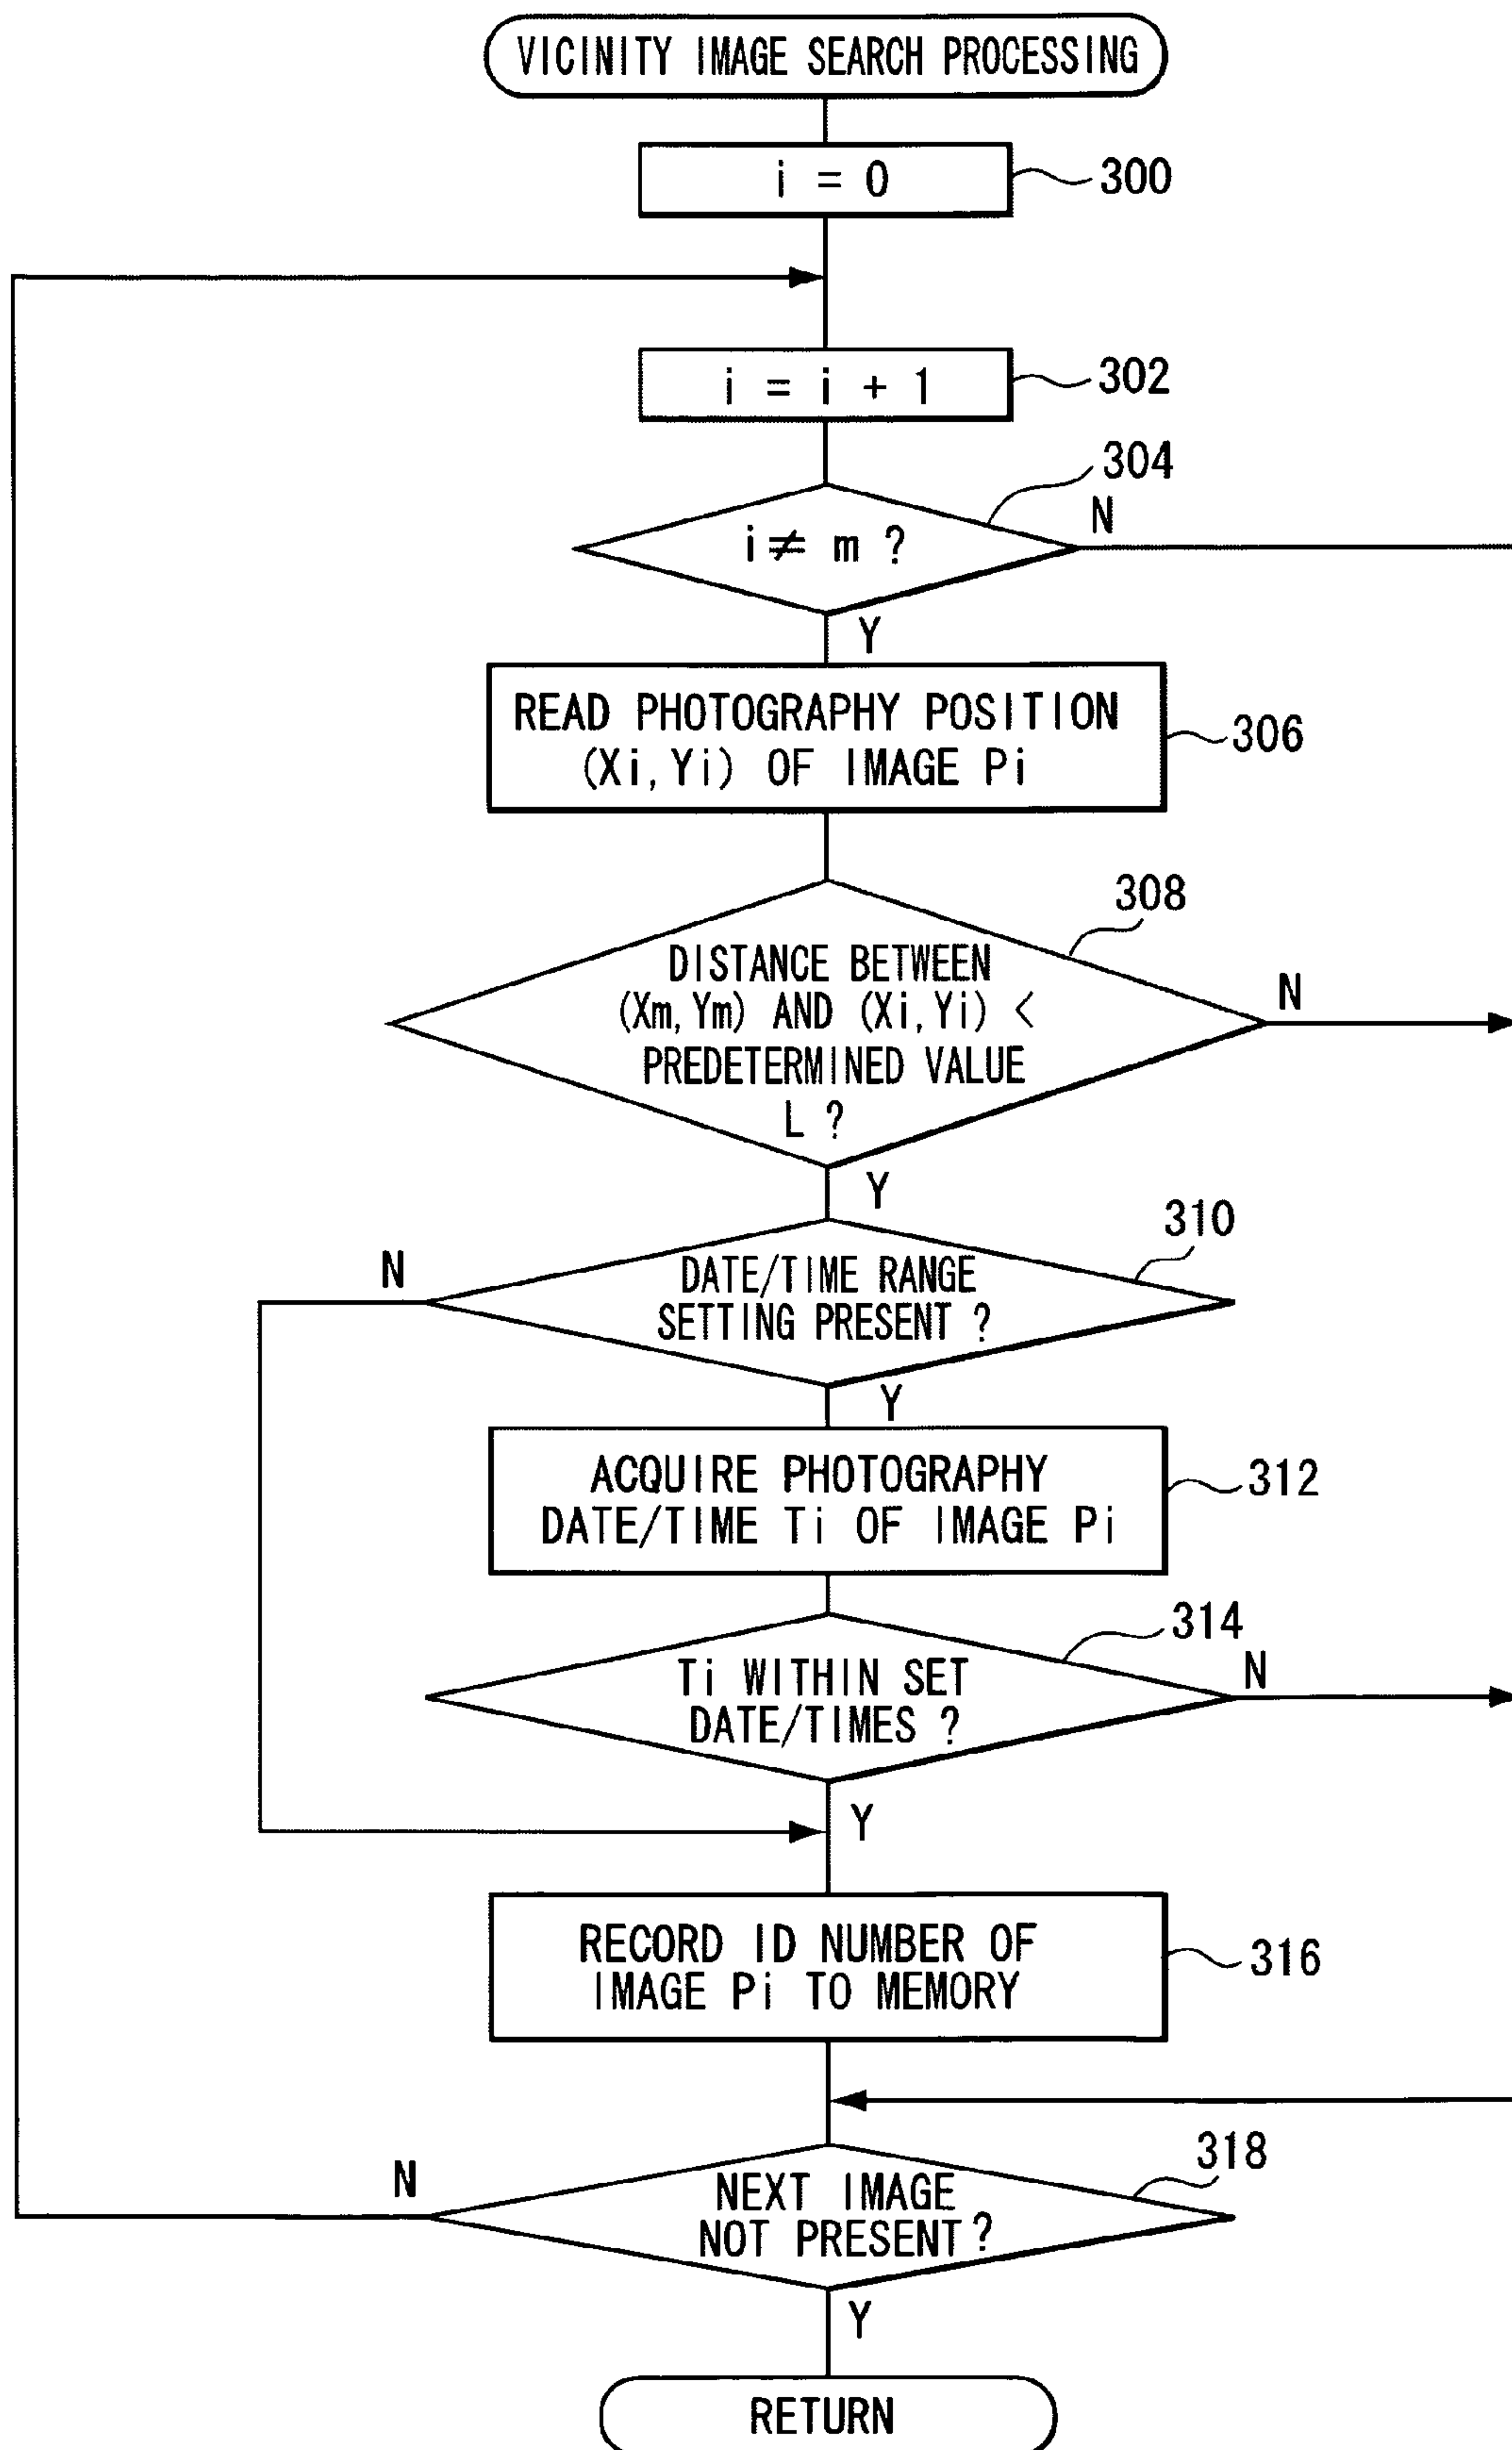 VICINITY IMAGE SEARCH PROCESSING
i = 0
300
i = i + 1
302
304
i ≠ m ?
N
Y
READ PHOTOGRAPHY POSITION
(Xi, Yi) OF IMAGE Pi
306
308
DISTANCE BETWEEN
(Xm, Ym) AND (Xi, Yi) <
PREDETERMINED VALUE
L ?
N
Y
310
N
DATE/TIME RANGE
SETTING PRESENT ?
Y
ACQUIRE PHOTOGRAPHY
DATE/TIME Ti OF IMAGE Pi
312
314
Ti WITHIN SET
DATE/TIMES ?
N
Y
RECORD ID NUMBER OF
IMAGE Pi TO MEMORY
316
318
N
NEXT IMAGE
NOT PRESENT ?
Y
RETURN